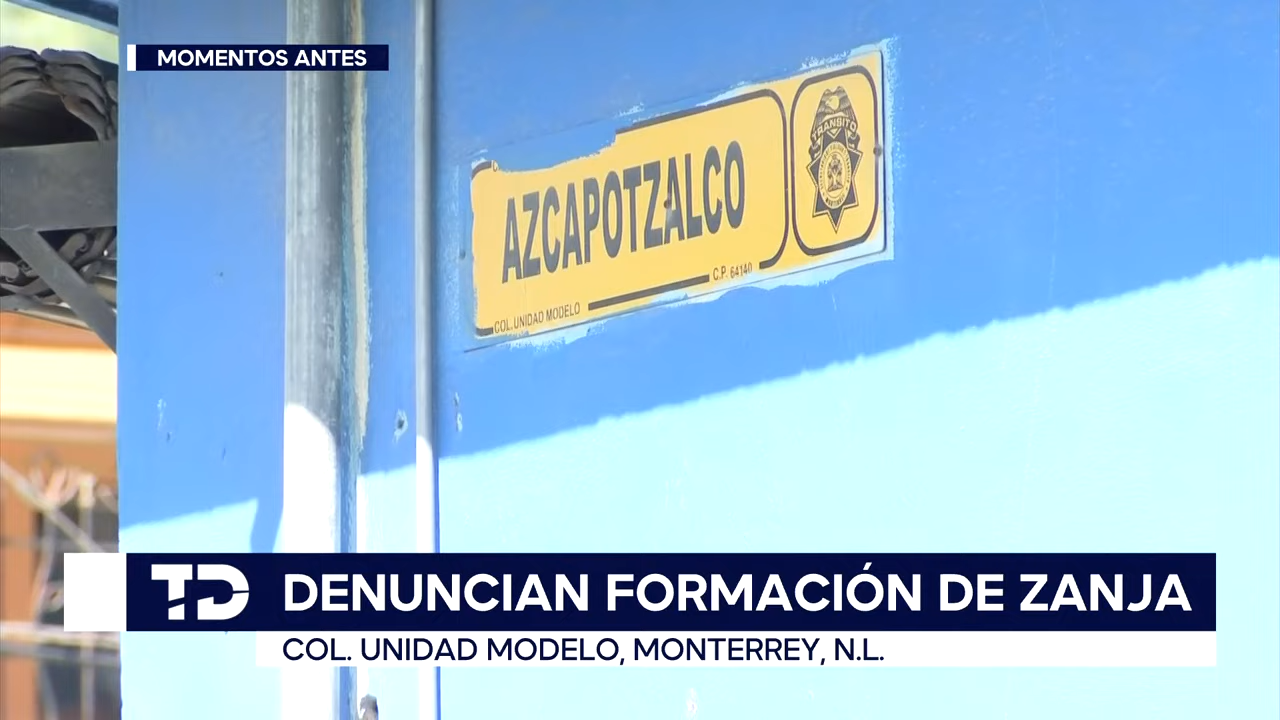 MOMENTOS ANTES
TRANSITO
AZCAPOTZALCO
C.P. 64140
COL. UNIDAD MODELO
TD DENUNCIAN FORMACIÓN DE ZANJA
COL. UNIDAD MODELO, MONTERREY, N.L.